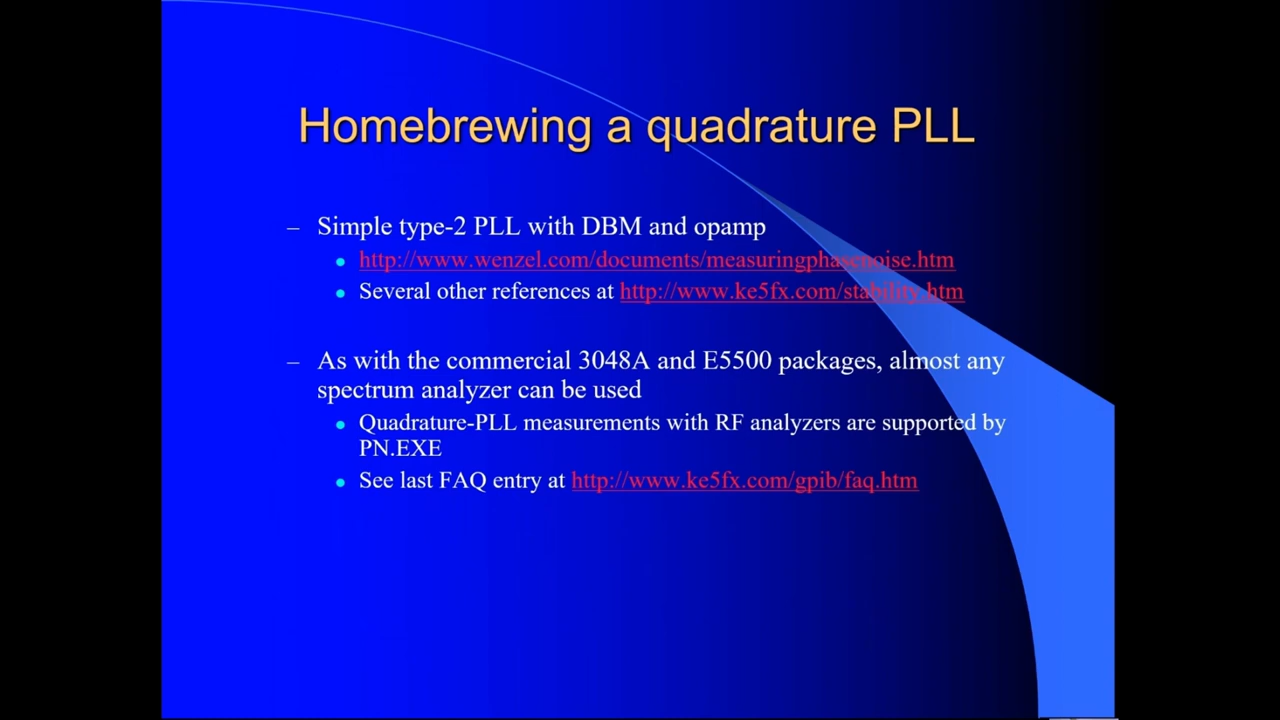 Homebrewing a quadrature PLL
– Simple type-2 PLL with DBM and opamp
• http://www.wenzel.com/documents/measuringphasenoise.htm
• Several other references at http://www.ke5fx.com/stability.htm
– As with the commercial 3048A and E5500 packages, almost any
spectrum analyzer can be used
• Quadrature-PLL measurements with RF analyzers are supported by
PN.EXE
• See last FAQ entry at http://www.ke5fx.com/gpib/faq.htm